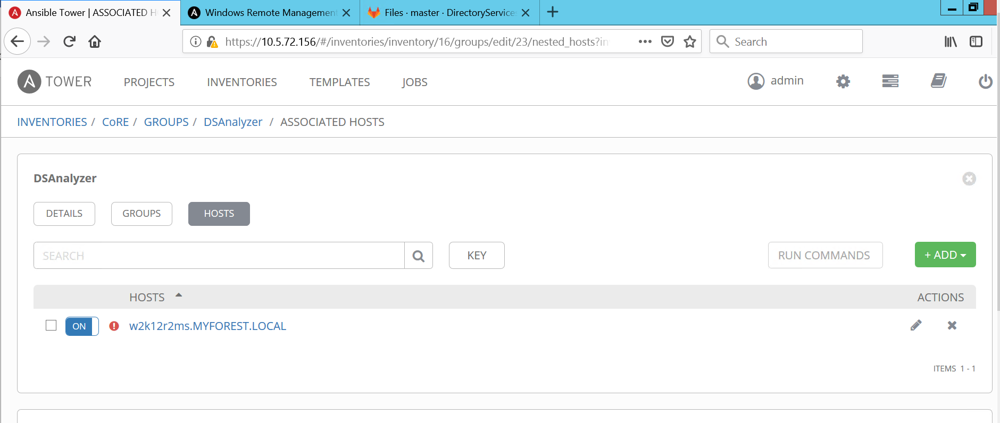 Ansible Tower | ASSOCIATED H
Windows Remote Management
Files · master · DirectoryService
https://10.5.72.156/#/inventories/inventory/16/groups/edit/23/nested_hosts?in
Search
A TOWER
PROJECTS
INVENTORIES
TEMPLATES
JOBS
admin
INVENTORIES / CoRE / GROUPS / DSAnalyzer / ASSOCIATED HOSTS
DSAnalyzer
DETAILS
GROUPS
HOSTS
SEARCH
KEY
RUN COMMANDS
+ ADD
HOSTS
ACTIONS
ON
w2k12r2ms.MYFOREST.LOCAL
ITEMS 1 - 1